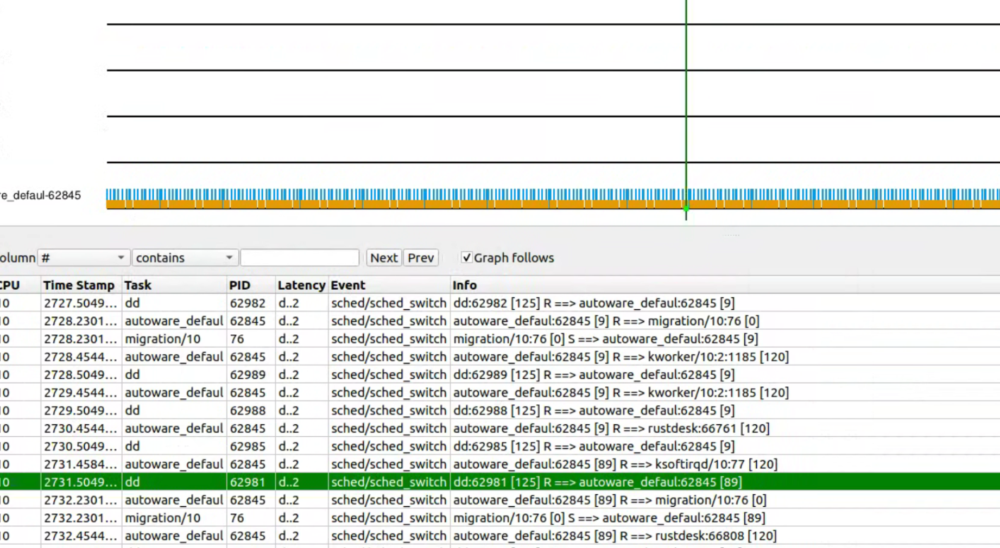 re_defaul-62845
olumn # contains Next Prev Graph follows
CPU Time Stamp Task PID Latency Event Info
10 2727.5049... dd 62982 d..2 sched/sched_switch dd:62982 [125] R ==> autoware_defaul:62845 [9]
10 2728.2301... autoware_defaul 62845 d..2 sched/sched_switch autoware_defaul:62845 [9] R ==> migration/10:76 [0]
10 2728.2301... migration/10 76 d..2 sched/sched_switch migration/10:76 [0] S ==> autoware_defaul:62845 [9]
10 2728.4544... autoware_defaul 62845 d..2 sched/sched_switch autoware_defaul:62845 [9] R ==> kworker/10:2:1185 [120]
10 2728.5049... dd 62989 d..2 sched/sched_switch dd:62989 [125] R ==> autoware_defaul:62845 [9]
10 2729.4544... autoware_defaul 62845 d..2 sched/sched_switch autoware_defaul:62845 [9] R ==> kworker/10:2:1185 [120]
10 2729.5049... dd 62988 d..2 sched/sched_switch dd:62988 [125] R ==> autoware_defaul:62845 [9]
10 2730.4544... autoware_defaul 62845 d..2 sched/sched_switch autoware_defaul:62845 [9] R ==> rustdesk:66761 [120]
10 2730.5049... dd 62985 d..2 sched/sched_switch dd:62985 [125] R ==> autoware_defaul:62845 [9]
10 2731.4584... autoware_defaul 62845 d..2 sched/sched_switch autoware_defaul:62845 [89] R ==> ksoftirqd/10:77 [120]
10 2731.5049... dd 62981 d..2 sched/sched_switch dd:62981 [125] R ==> autoware_defaul:62845 [89]
10 2732.2301... autoware_defaul 62845 d..2 sched/sched_switch autoware_defaul:62845 [89] R ==> migration/10:76 [0]
10 2732.2301... migration/10 76 d..2 sched/sched_switch migration/10:76 [0] S ==> autoware_defaul:62845 [89]
10 2732.4544... autoware_defaul 62845 d..2 sched/sched_switch autoware_defaul:62845 [89] R ==> rustdesk:66808 [120]